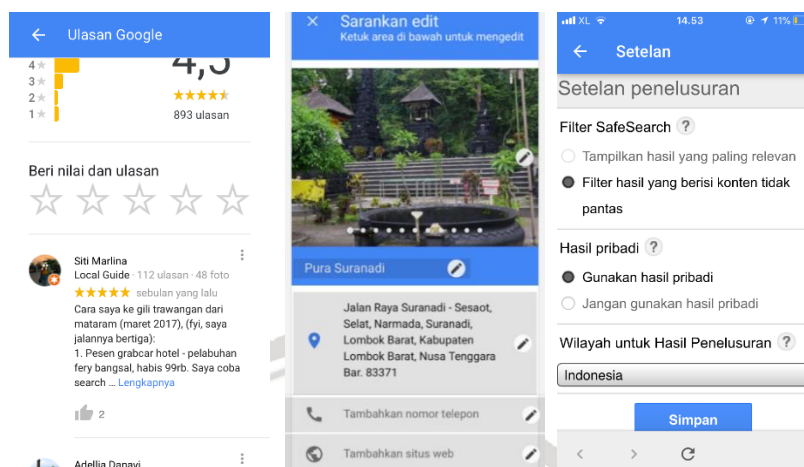 Ulasan Google
4★
3★
2★
1★
4,5
893 ulasan
Beri nilai dan ulasan
Siti Marlina
Local Guide · 112 ulasan · 48 foto
sebulan yang lalu
Cara saya ke gili trawangan dari
mataram (maret 2017), (fyi, saya
jalannya bertiga):
1. Pesen grabcar hotel - pelabuhan
fery bangsal, habis 99rb. Saya coba
search ... Lengkapnya
2
Adellia Danavi
× Sarankan edit
Ketuk area di bawah untuk mengedit
Pura Suranadi
Jalan Raya Suranadi - Sesaot,
Selat, Narmada, Suranadi,
Lombok Barat, Kabupaten
Lombok Barat, Nusa Tenggara
Bar. 83371
Tambahkan nomor telepon
Tambahkan situs web
XL 14.53 11%
Setelan
Setelan penelusuran
Filter SafeSearch ?
Tampilkan hasil yang paling relevan
Filter hasil yang berisi konten tidak
pantas
Hasil pribadi ?
Gunakan hasil pribadi
Jangan gunakan hasil pribadi
Wilayah untuk Hasil Penelusuran ?
Indonesia
Simpan